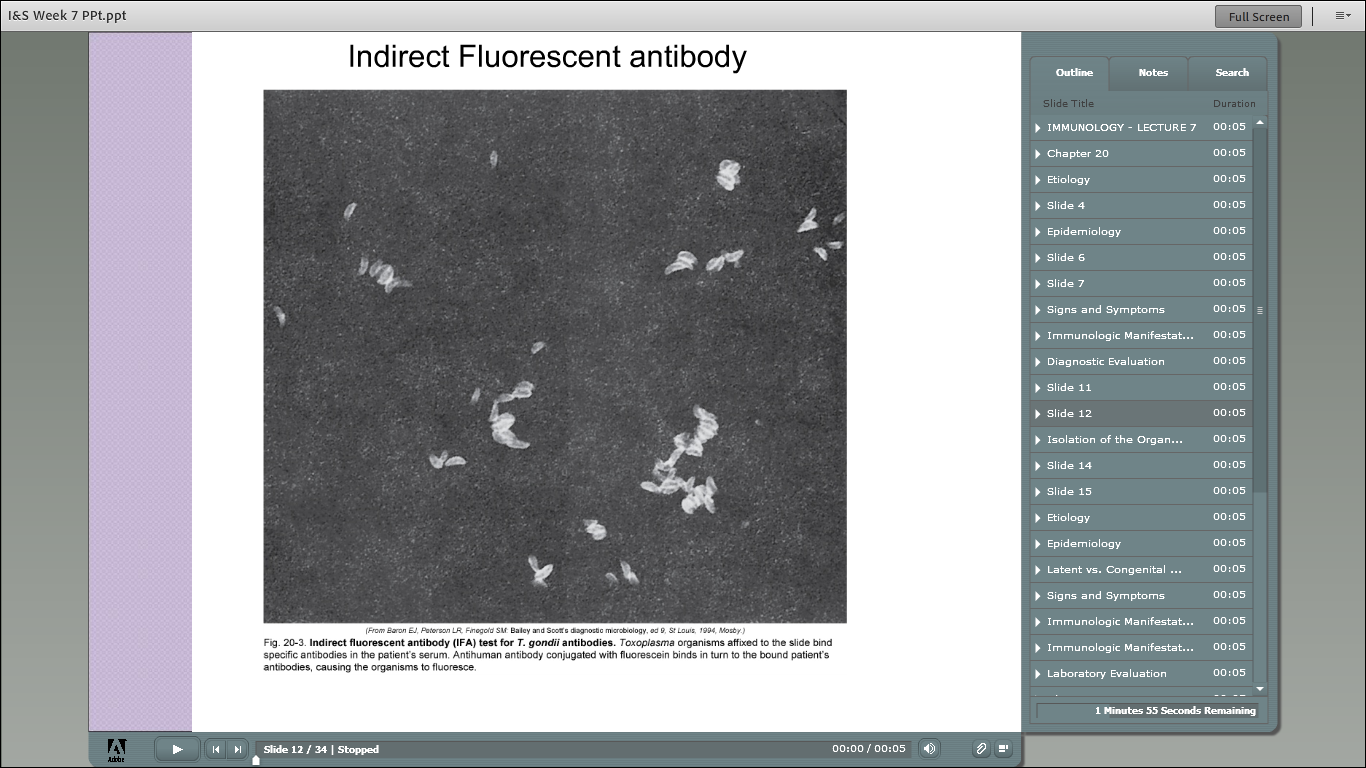 I&S Week 7 PPt.ppt
Full Screen
Indirect Fluorescent antibody
(From Baron EJ, Peterson LR, Finegold SM: Bailey and Scott's diagnostic microbiology, ed 9, St Louis, 1994, Mosby.)
Fig. 20-3. Indirect fluorescent antibody (IFA) test for T. gondii antibodies. Toxoplasma organisms affixed to the slide bind
specific antibodies in the patient's serum. Antihuman antibody conjugated with fluorescein binds in turn to the bound patient's
antibodies, causing the organisms to fluoresce.
Outline Notes Search
Slide Title Duration
IMMUNOLOGY - LECTURE 7 00:05
Chapter 20 00:05
Etiology 00:05
Slide 4 00:05
Epidemiology 00:05
Slide 6 00:05
Slide 7 00:05
Signs and Symptoms 00:05
Immunologic Manifestat... 00:05
Diagnostic Evaluation 00:05
Slide 11 00:05
Slide 12 00:05
Isolation of the Organ... 00:05
Slide 14 00:05
Slide 15 00:05
Etiology 00:05
Epidemiology 00:05
Latent vs. Congenital ... 00:05
Signs and Symptoms 00:05
Immunologic Manifestat... 00:05
Immunologic Manifestat... 00:05
Laboratory Evaluation 00:05
1 Minutes 55 Seconds Remaining
Adobe
Slide 12 / 34 | Stopped
00:00 / 00:05